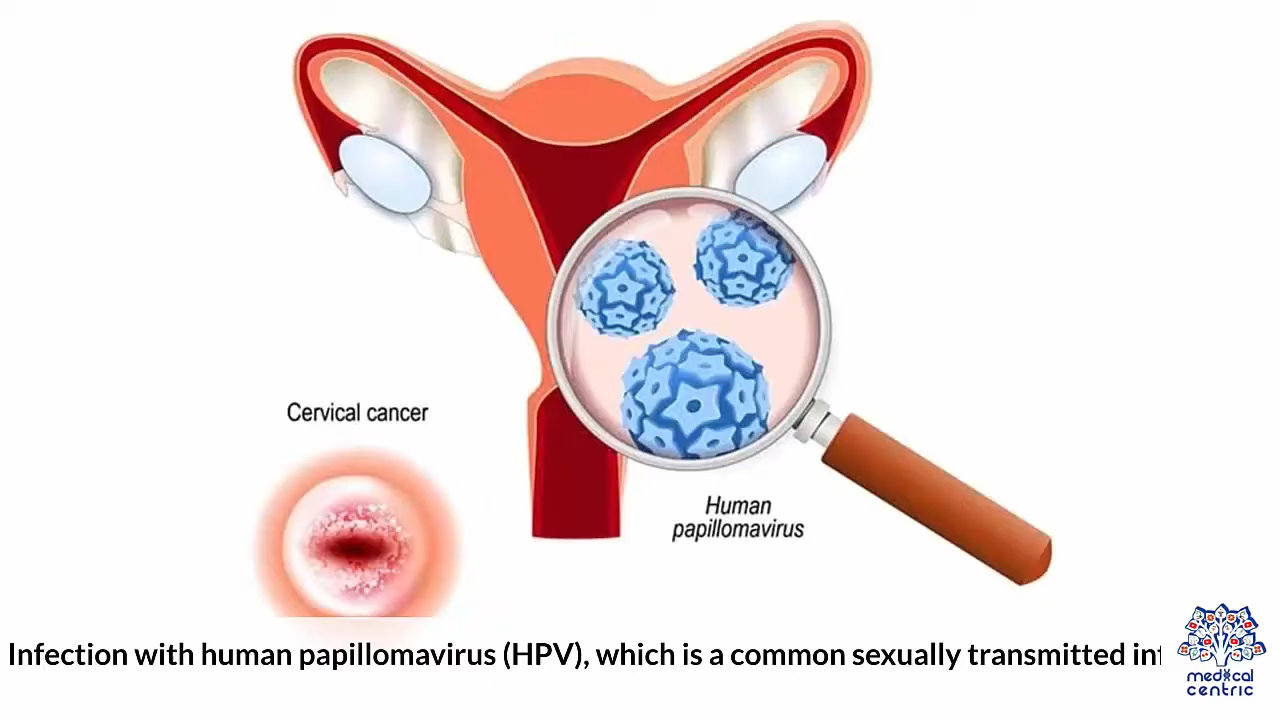 Cervical cancer
Human
papillomavirus
Infection with human papillomavirus (HPV), which is a common sexually transmitted
medical
centric